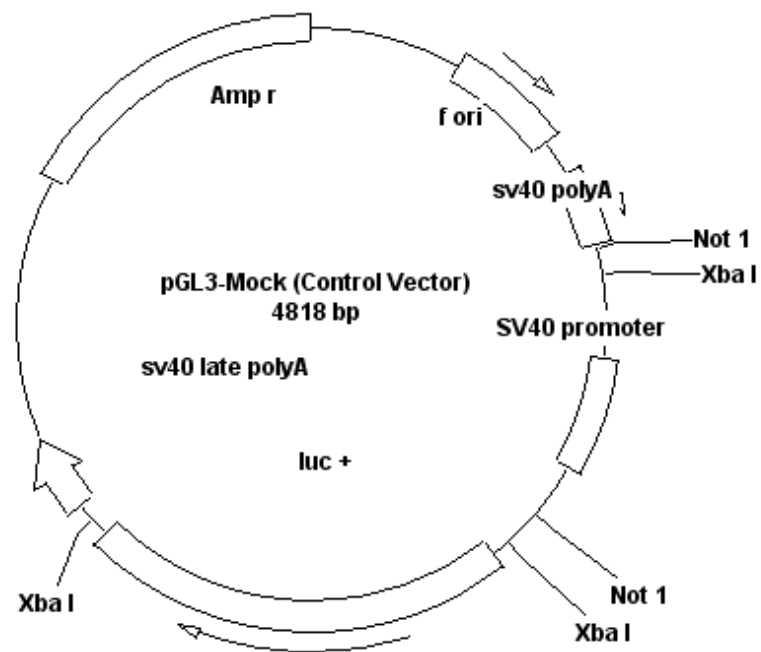 Amp r
f ori
sv40 polyA
Not 1
Xba I
pGL3-Mock (Control Vector)
4818 bp
SV40 promoter
sv40 late polyA
luc +
Xba I
Not 1
Xba I